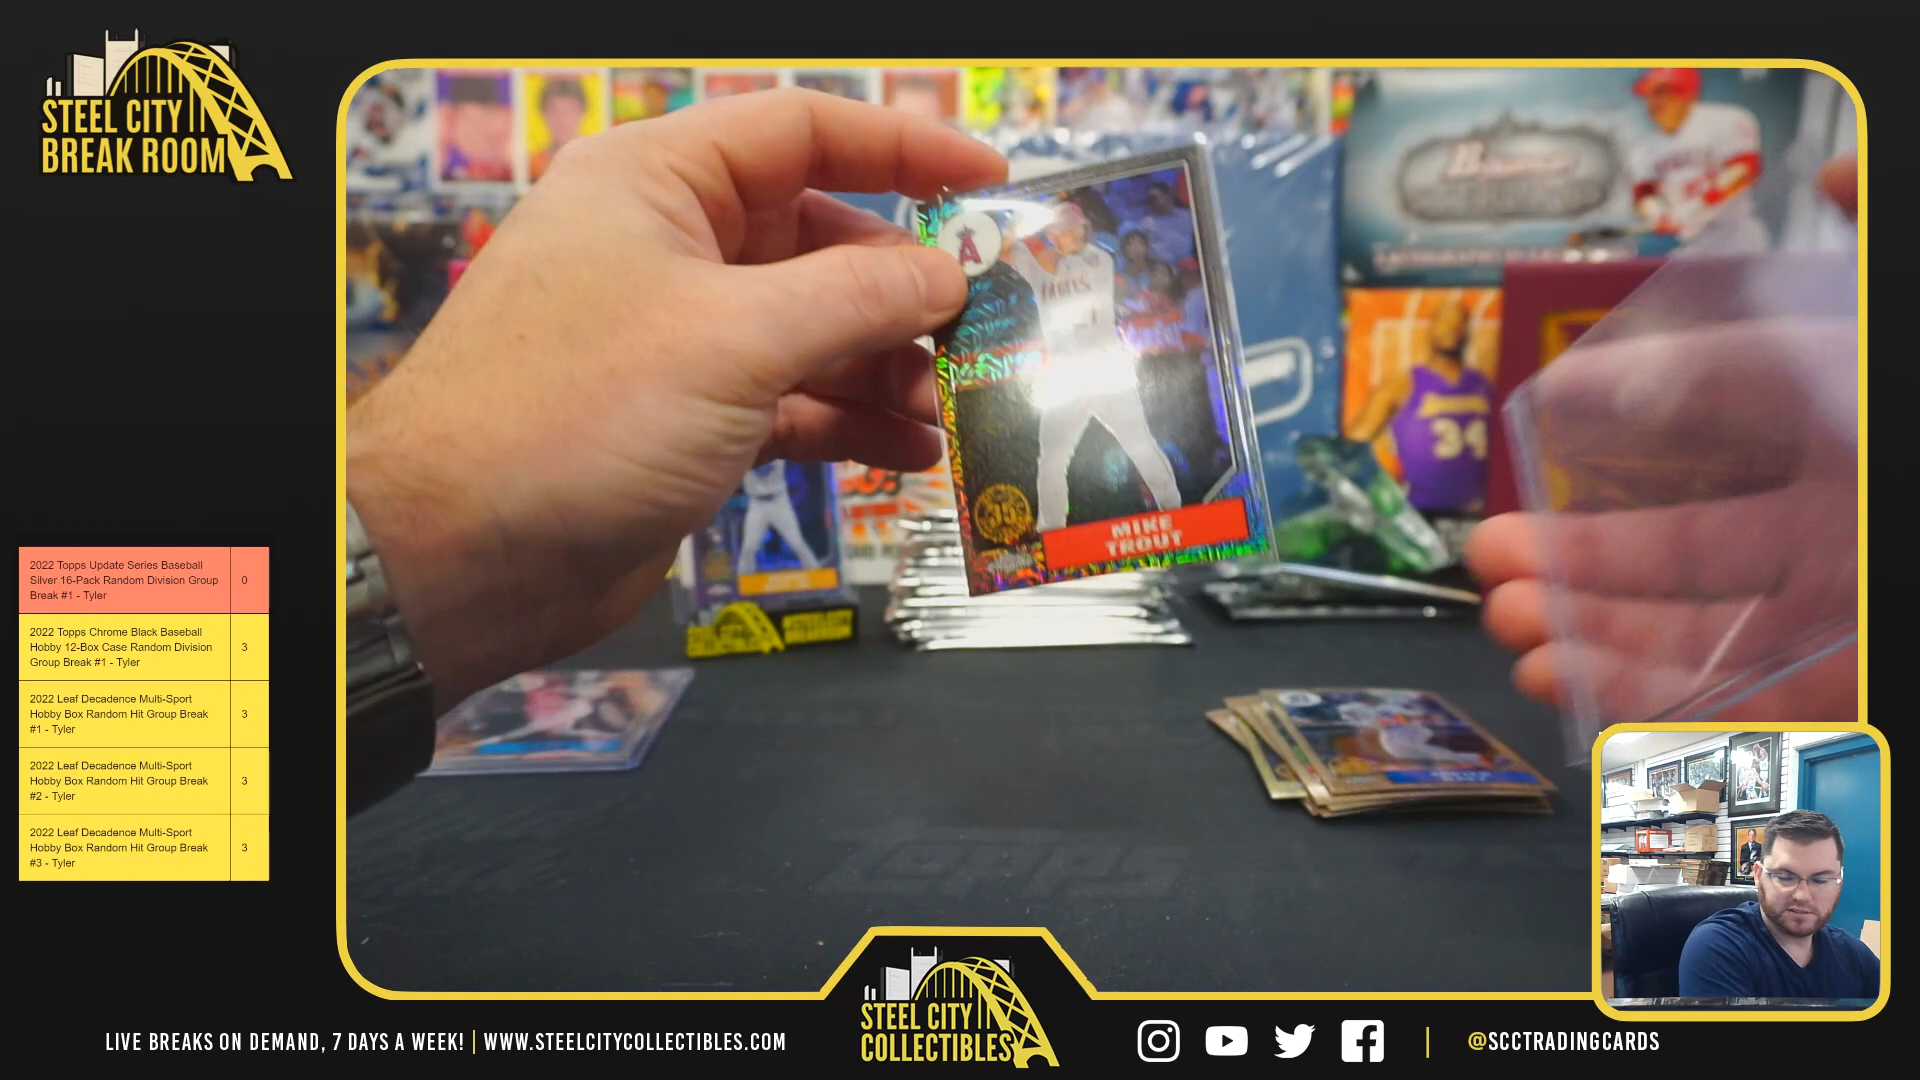 STEEL CITY
BREAK ROOM
A
35
MIKE
TROUT
34
2022 Topps Update Series Baseball
Silver 16-Pack Random Division Group
Break #1 - Tyler
0
2022 Topps Chrome Black Baseball
Hobby 12-Box Case Random Division
Group Break #1 - Tyler
3
2022 Leaf Decadence Multi-Sport
Hobby Box Random Hit Group Break
#1 - Tyler
3
2022 Leaf Decadence Multi-Sport
Hobby Box Random Hit Group Break
#2 - Tyler
3
2022 Leaf Decadence Multi-Sport
Hobby Box Random Hit Group Break
#3 - Tyler
3
STEEL CITY
COLLECTIBLES
LIVE BREAKS ON DEMAND, 7 DAYS A WEEK! | WWW.STEELCITYCOLLECTIBLES.COM
| @SCCTRADINGCARDS